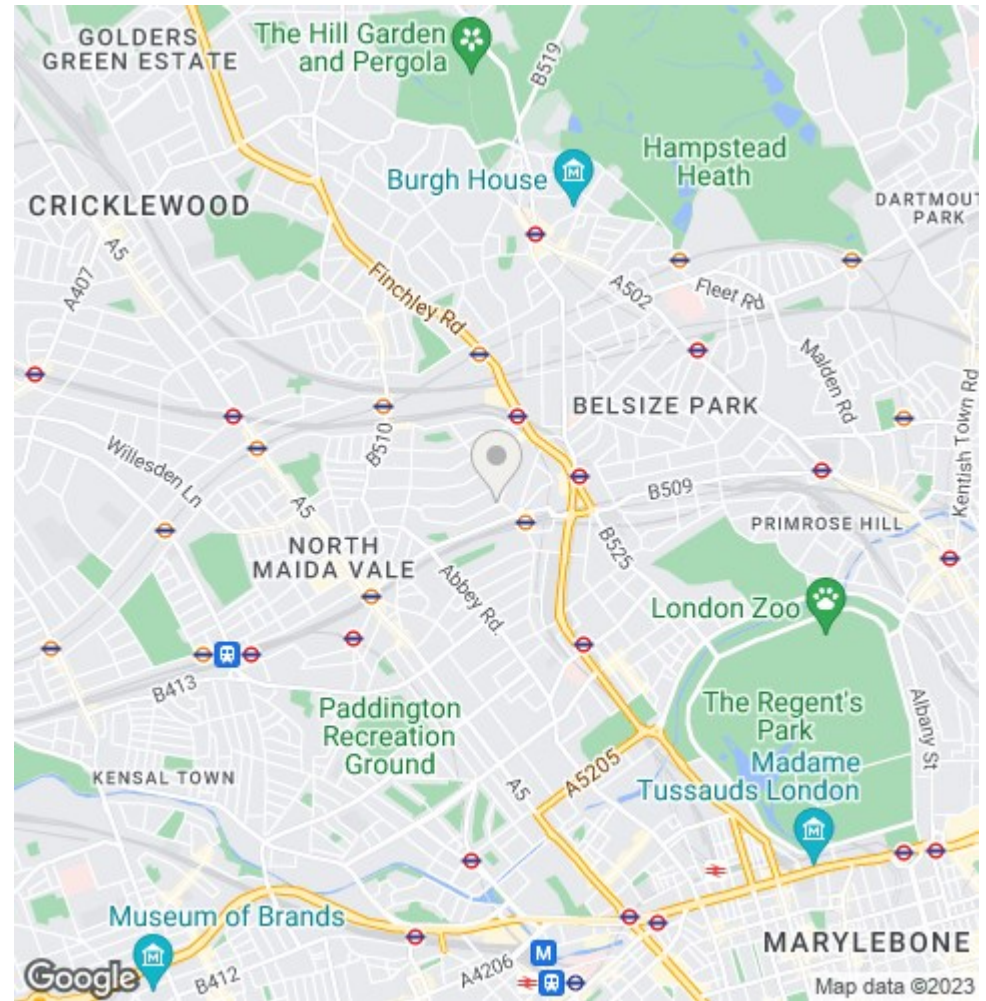 GOLDERS
GREEN ESTATE
The Hill Garden
and Pergola
B519
Hampstead
Heath
Burgh House
CRICKLEWOOD
DARTMOUT
PARK
A5
A407
Finchley Rd
A502
Fleet Rd
Malden Rd
BELSIZE PARK
Kentish Town Rd
B510
Willesden Ln
A5
B509
PRIMROSE HILL
NORTH
MAIDA VALE
B525
Abbey Rd.
London Zoo
B413
The Regent's
Park
Albany St
Paddington
Recreation
Ground
KENSAL TOWN
A5
A5205
Madame
Tussauds London
Museum of Brands
M
MARYLEBONE
A4206
B412
Google
Map data ©2023